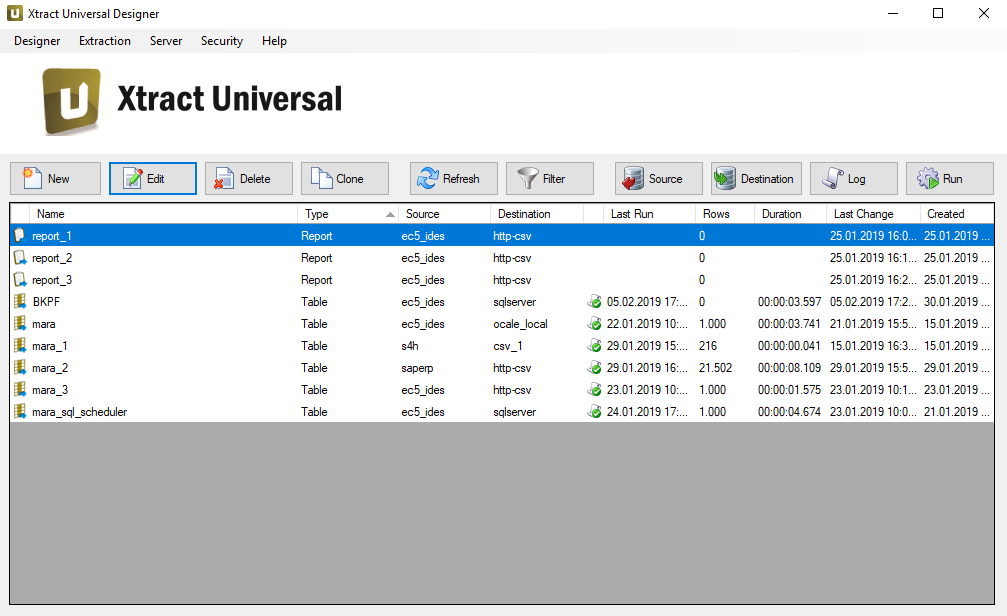 Xtract Universal Designer
Designer Extraction Server Security Help
Xtract Universal
New Edit Delete Clone Refresh Filter Source Destination Log Run
Name Type Source Destination Last Run Rows Duration Last Change Created
report_1 Report ec5_ides http-csv 0 25.01.2019 16:0... 25.01.2019 ...
report_2 Report ec5_ides http-csv 0 25.01.2019 16:1... 25.01.2019 ...
report_3 Report ec5_ides http-csv 0 25.01.2019 16:2... 25.01.2019 ...
BKPF Table ec5_ides sqlserver 05.02.2019 17:... 0 00:00:03.597 05.02.2019 17:2... 30.01.2019 ...
mara Table ec5_ides ocale_local 22.01.2019 10:... 1.000 00:00:03.741 21.01.2019 15:5... 15.01.2019 ...
mara_1 Table s4h csv_1 29.01.2019 15:... 216 00:00:00.041 15.01.2019 16:3... 15.01.2019 ...
mara_2 Table saperp http-csv 29.01.2019 16:... 21.502 00:00:08.109 29.01.2019 15:5... 29.01.2019 ...
mara_3 Table ec5_ides http-csv 23.01.2019 10:... 1.000 00:00:01.575 23.01.2019 10:1... 23.01.2019 ...
mara_sql_scheduler Table ec5_ides sqlserver 24.01.2019 17:... 1.000 00:00:04.674 23.01.2019 10:0... 21.01.2019 ...